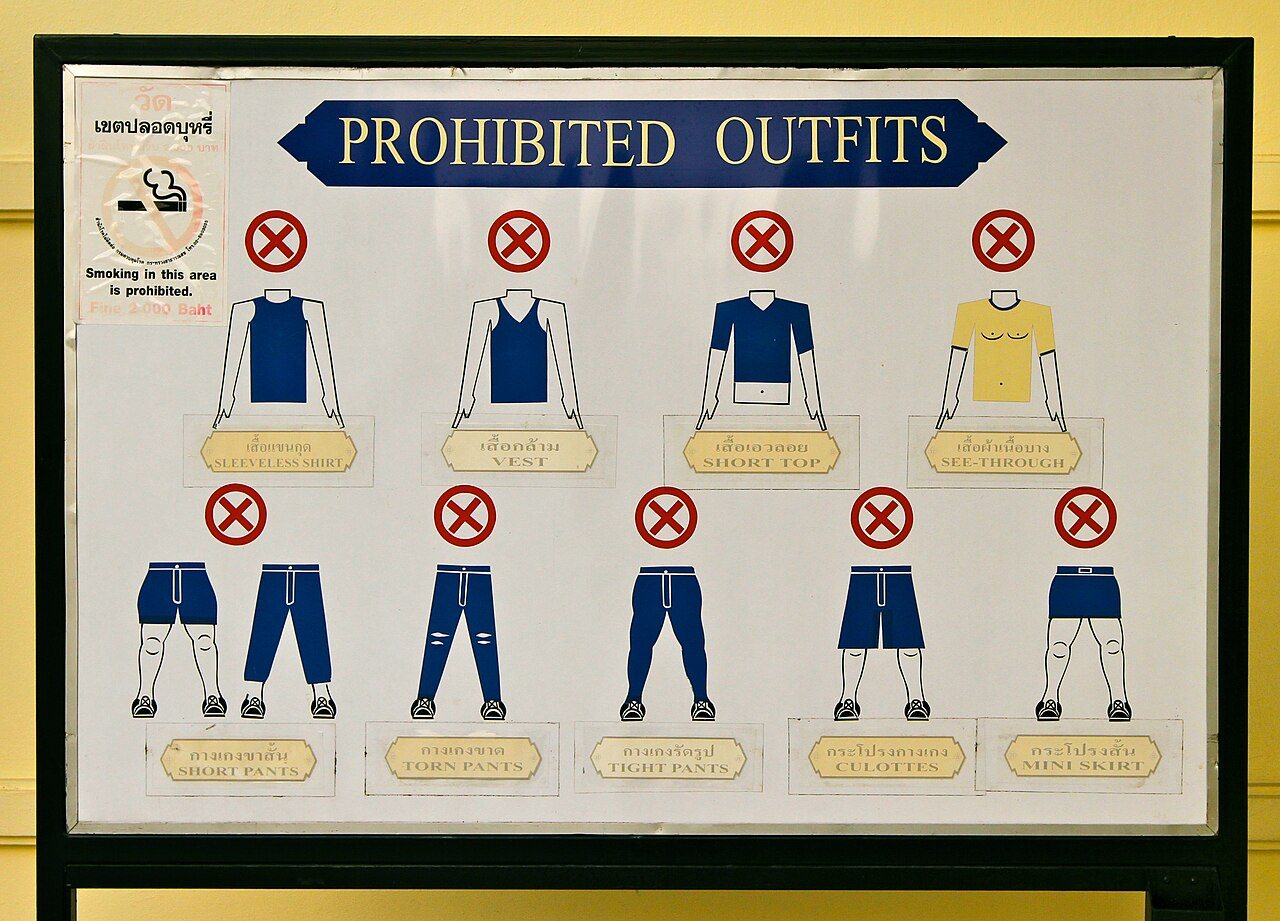 PROHIBITED OUTFITS
วัด
เขตปลอดบุหรี่
Smoking in this area
is prohibited.
Fine 2,000 Baht
เสื้อแขนกุด
SLEEVELESS SHIRT
เสื้อกล้าม
VEST
เสื้อเอวลอย
SHORT TOP
เสื้อผ้าเนื้อบาง
SEE-THROUGH
กางเกงขาสั้น
SHORT PANTS
กางเกงขาด
TORN PANTS
กางเกงรัดรูป
TIGHT PANTS
กระโปรงกางเกง
CULOTTES
กระโปรงสั้น
MINI SKIRT